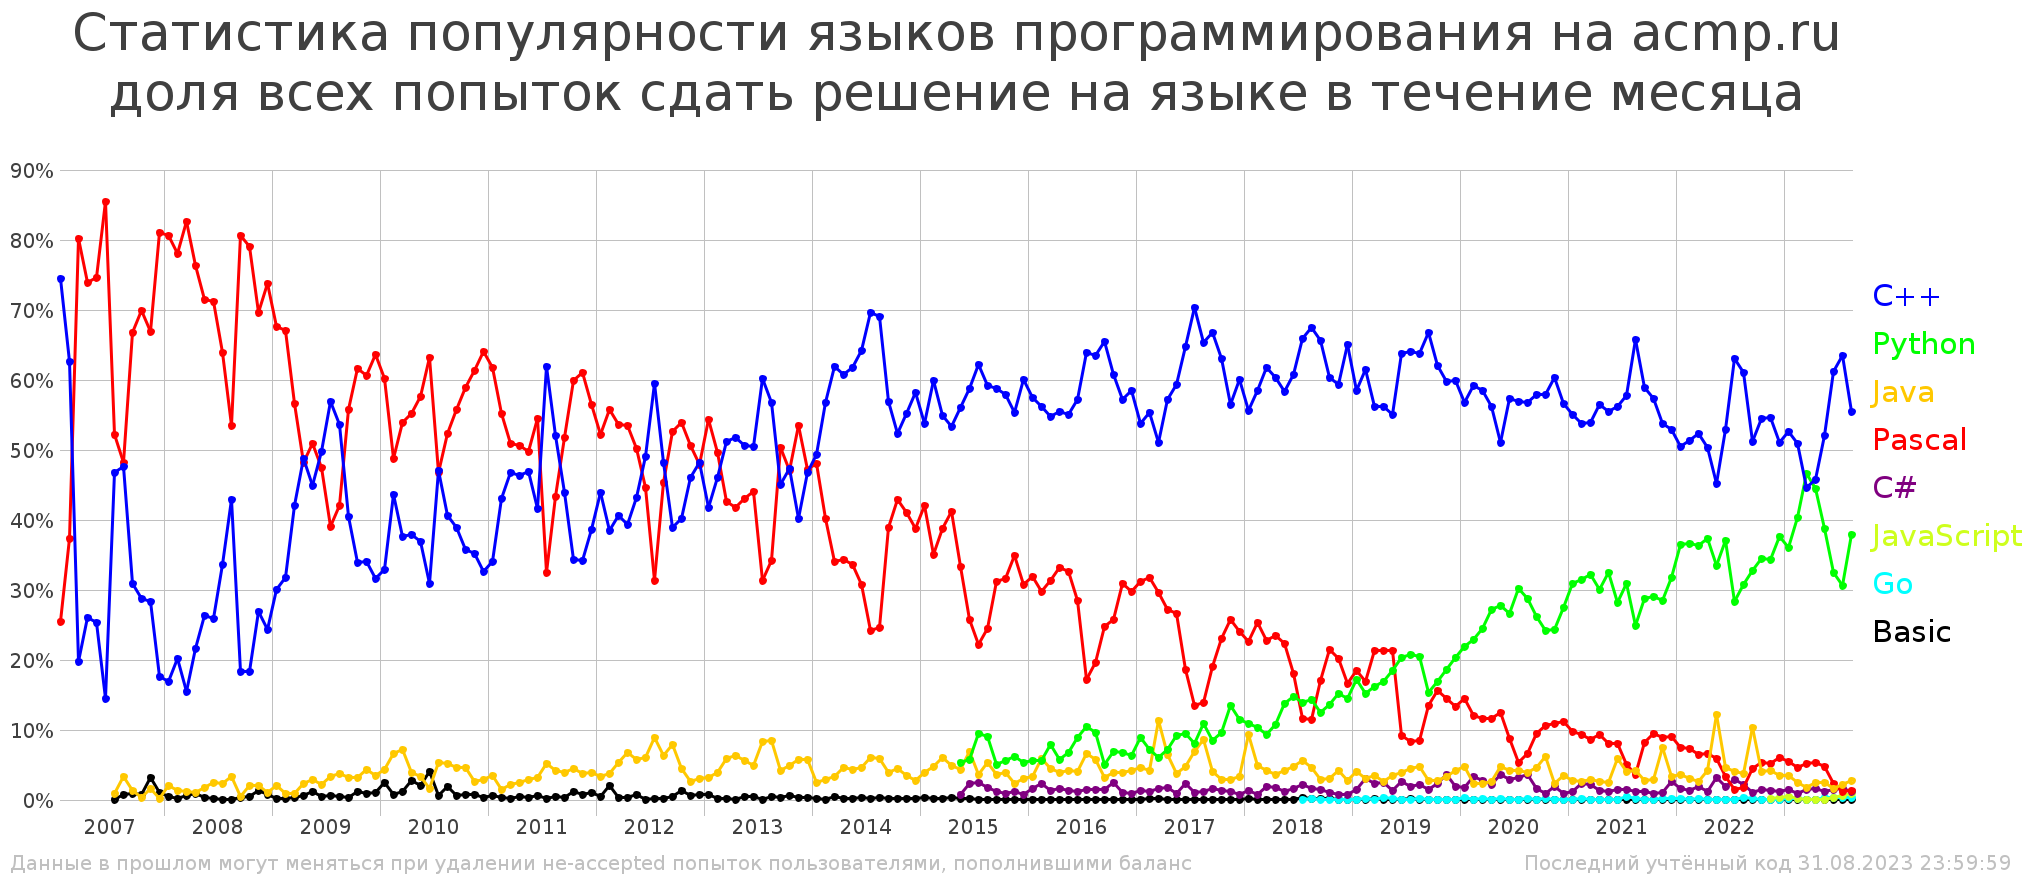 Статистика популярности языков программирования на acmp.ru
доля всех попыток сдать решение на языке в течение месяца
90%
80%
70%
60%
50%
40%
30%
20%
10%
0%
C++
Python
Java
Pascal
C#
JavaScript
Go
Basic
2007 2008 2009 2010 2011 2012 2013 2014 2015 2016 2017 2018 2019 2020 2021 2022
Данные в прошлом могут меняться при удалении не-accepted попыток пользователями, пополнившими баланс
Последний учтённый код 31.08.2023 23:59:59